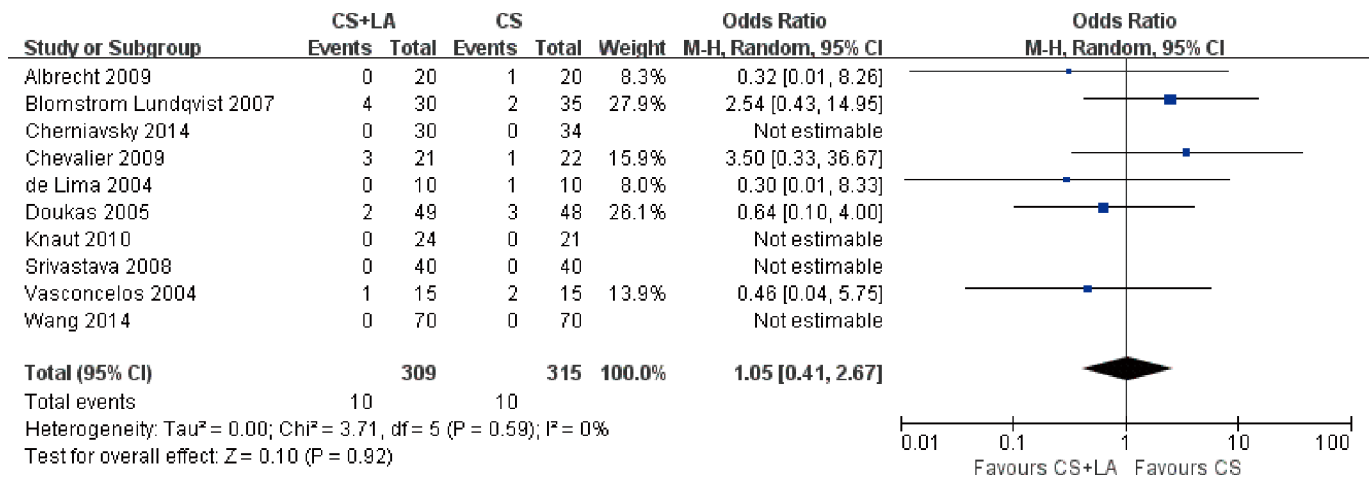 CS+LA CS Odds Ratio Odds Ratio
Study or Subgroup Events Total Events Total Weight M-H, Random, 95% CI M-H, Random, 95% CI
Albrecht 2009 0 20 1 20 8.3% 0.32 [0.01, 8.26]
Blomstrom Lundqvist 2007 4 30 2 35 27.9% 2.54 [0.43, 14.95]
Cherniavsky 2014 0 30 0 34 Not estimable
Chevalier 2009 3 21 1 22 15.9% 3.50 [0.33, 36.67]
de Lima 2004 0 10 1 10 8.0% 0.30 [0.01, 8.33]
Doukas 2005 2 49 3 48 26.1% 0.64 [0.10, 4.00]
Knaut 2010 0 24 0 21 Not estimable
Srivastava 2008 0 40 0 40 Not estimable
Vasconcelos 2004 1 15 2 15 13.9% 0.46 [0.04, 5.75]
Wang 2014 0 70 0 70 Not estimable
Total (95% CI) 309 315 100.0% 1.05 [0.41, 2.67]
Total events 10 10
Heterogeneity: Tau² = 0.00; Chi² = 3.71, df = 5 (P = 0.59); I² = 0%
Test for overall effect: Z = 0.10 (P = 0.92)
0.01 0.1 1 10 100
Favours CS+LA Favours CS